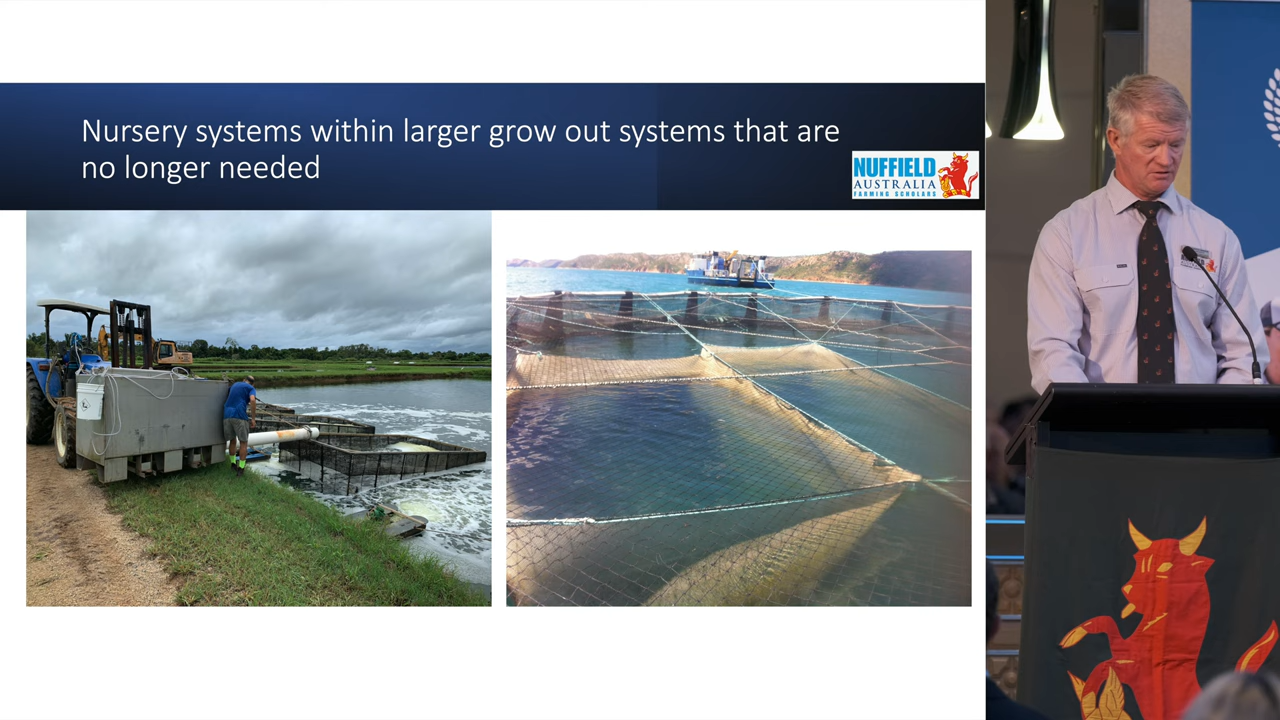 Nursery systems within larger grow out systems that are
no longer needed
NUFFIELD
AUSTRALIA
FARMING SCHOLARS